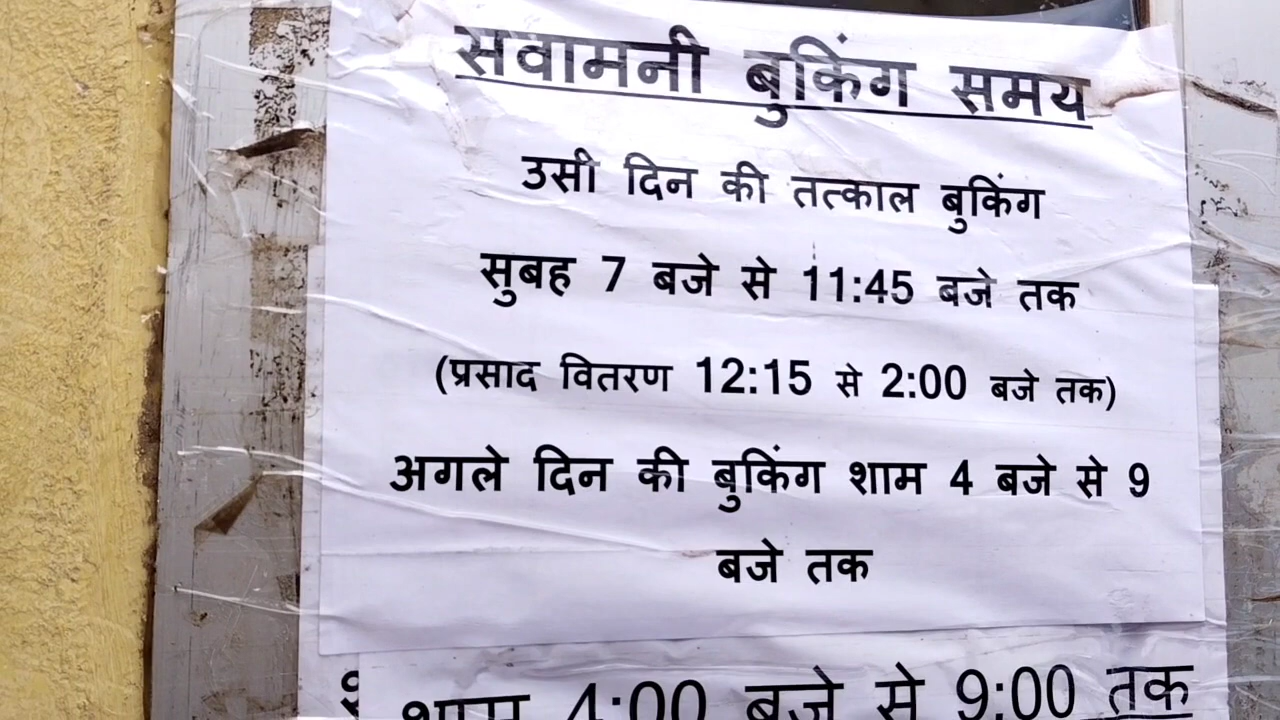 सवामनी बुकिंग समय
उसी दिन की तत्काल बुकिंग
सुबह 7 बजे से 11:45 बजे तक
(प्रसाद वितरण 12:15 से 2:00 बजे तक)
अगले दिन की बुकिंग शाम 4 बजे से 9
बजे तक
शाम 4:00 बजे से 9:00 तक